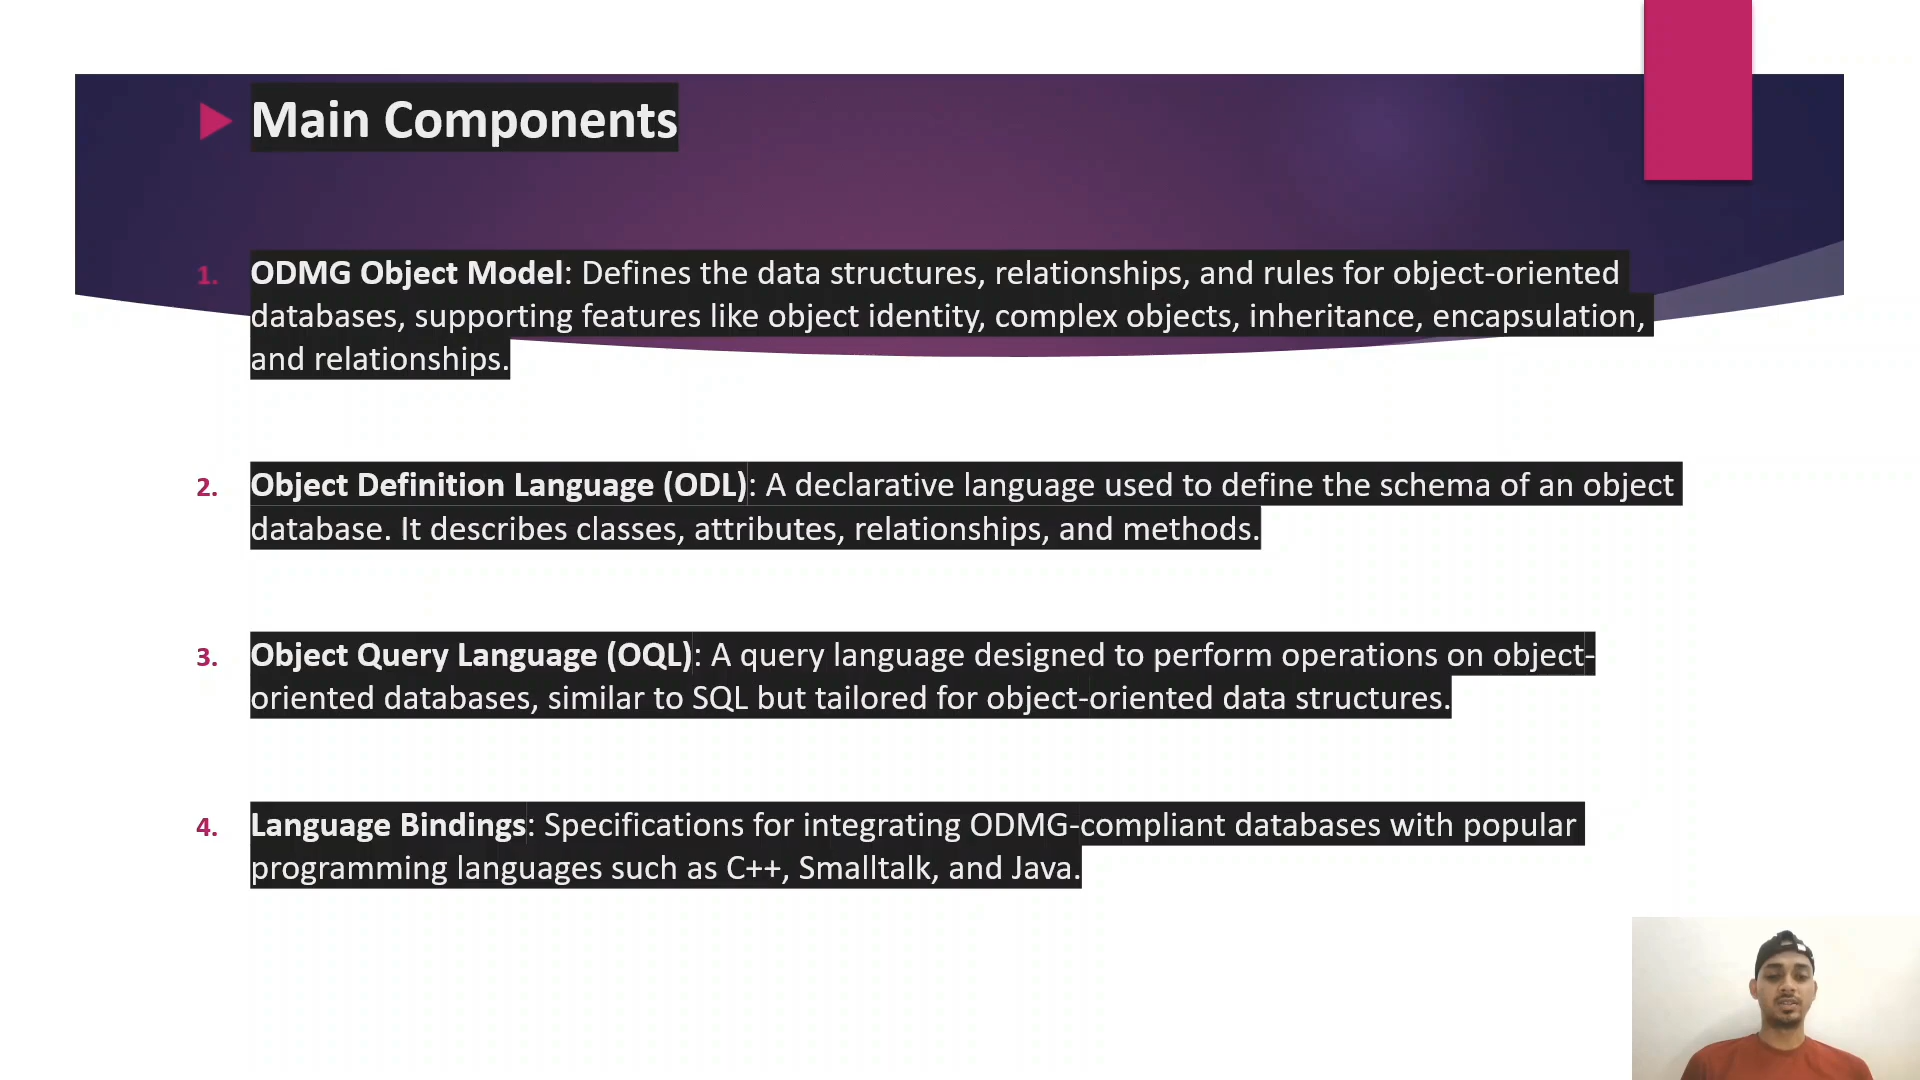 Main Components
1. ODMG Object Model: Defines the data structures, relationships, and rules for object-oriented
databases, supporting features like object identity, complex objects, inheritance, encapsulation,
and relationships.
2. Object Definition Language (ODL): A declarative language used to define the schema of an object
database. It describes classes, attributes, relationships, and methods.
3. Object Query Language (OQL): A query language designed to perform operations on object-
oriented databases, similar to SQL but tailored for object-oriented data structures.
4. Language Bindings: Specifications for integrating ODMG-compliant databases with popular
programming languages such as C++, Smalltalk, and Java.